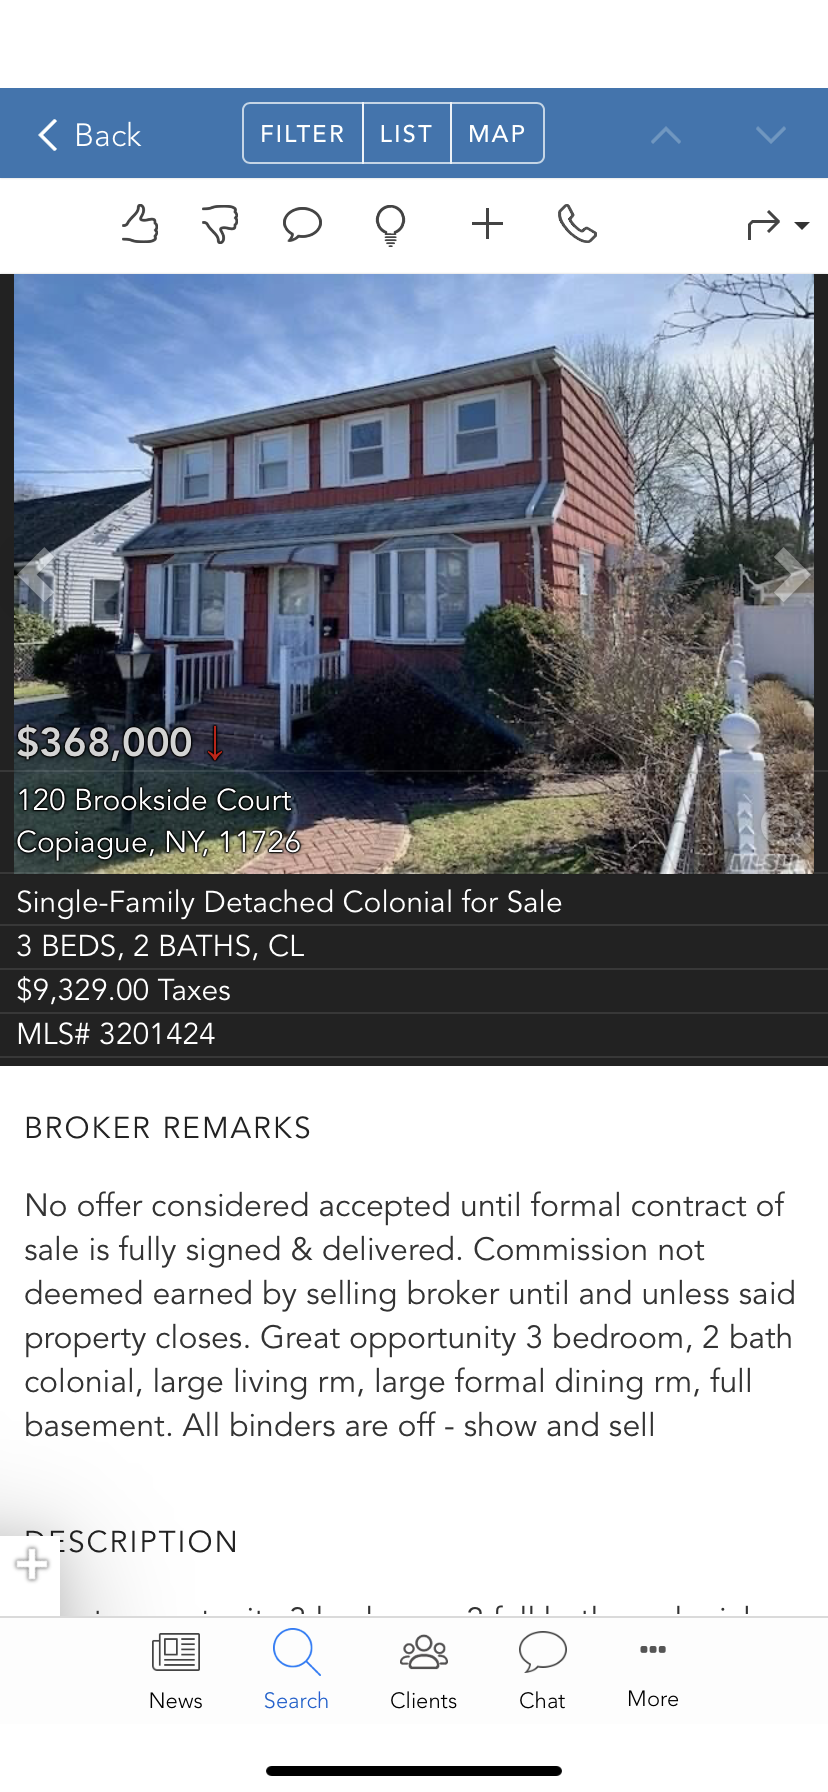 Back
FILTER
LIST
MAP
$368,000
120 Brookside Court
Copiague, NY, 11726
MLSLI
Single-Family Detached Colonial for Sale
3 BEDS, 2 BATHS, CL
$9,329.00 Taxes
MLS# 3201424
BROKER REMARKS
No offer considered accepted until formal contract of
sale is fully signed & delivered. Commission not
deemed earned by selling broker until and unless said
property closes. Great opportunity 3 bedroom, 2 bath
colonial, large living rm, large formal dining rm, full
basement. All binders are off - show and sell
DESCRIPTION
News
Search
Clients
Chat
More